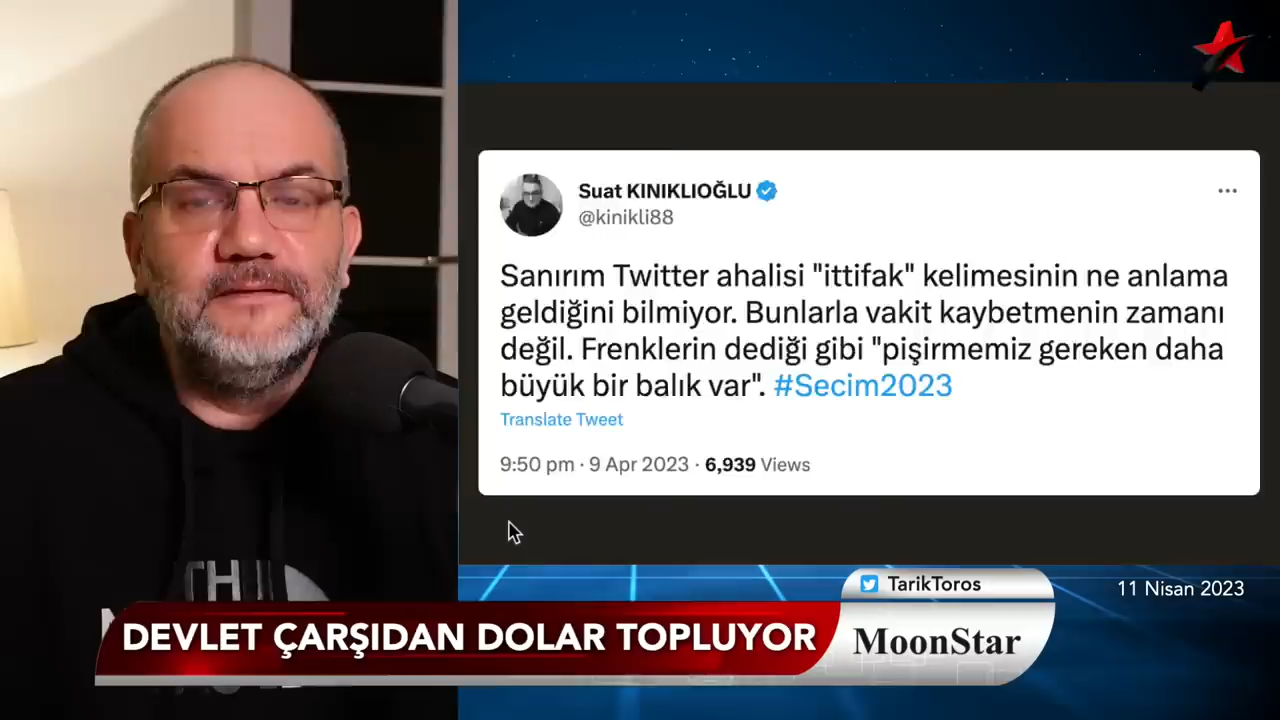 Suat KINIKLIOĞLU
@kinikli88
Sanırım Twitter ahalisi "ittifak" kelimesinin ne anlama
geldiğini bilmiyor. Bunlarla vakit kaybetmenin zamanı
değil. Frenklerin dediği gibi "pişirmemiz gereken daha
büyük bir balık var". #Secim2023
Translate Tweet
9:50 pm · 9 Apr 2023 · 6,939 Views
TarikToros
11 Nisan 2023
DEVLET ÇARŞIDAN DOLAR TOPLUYOR
MoonStar